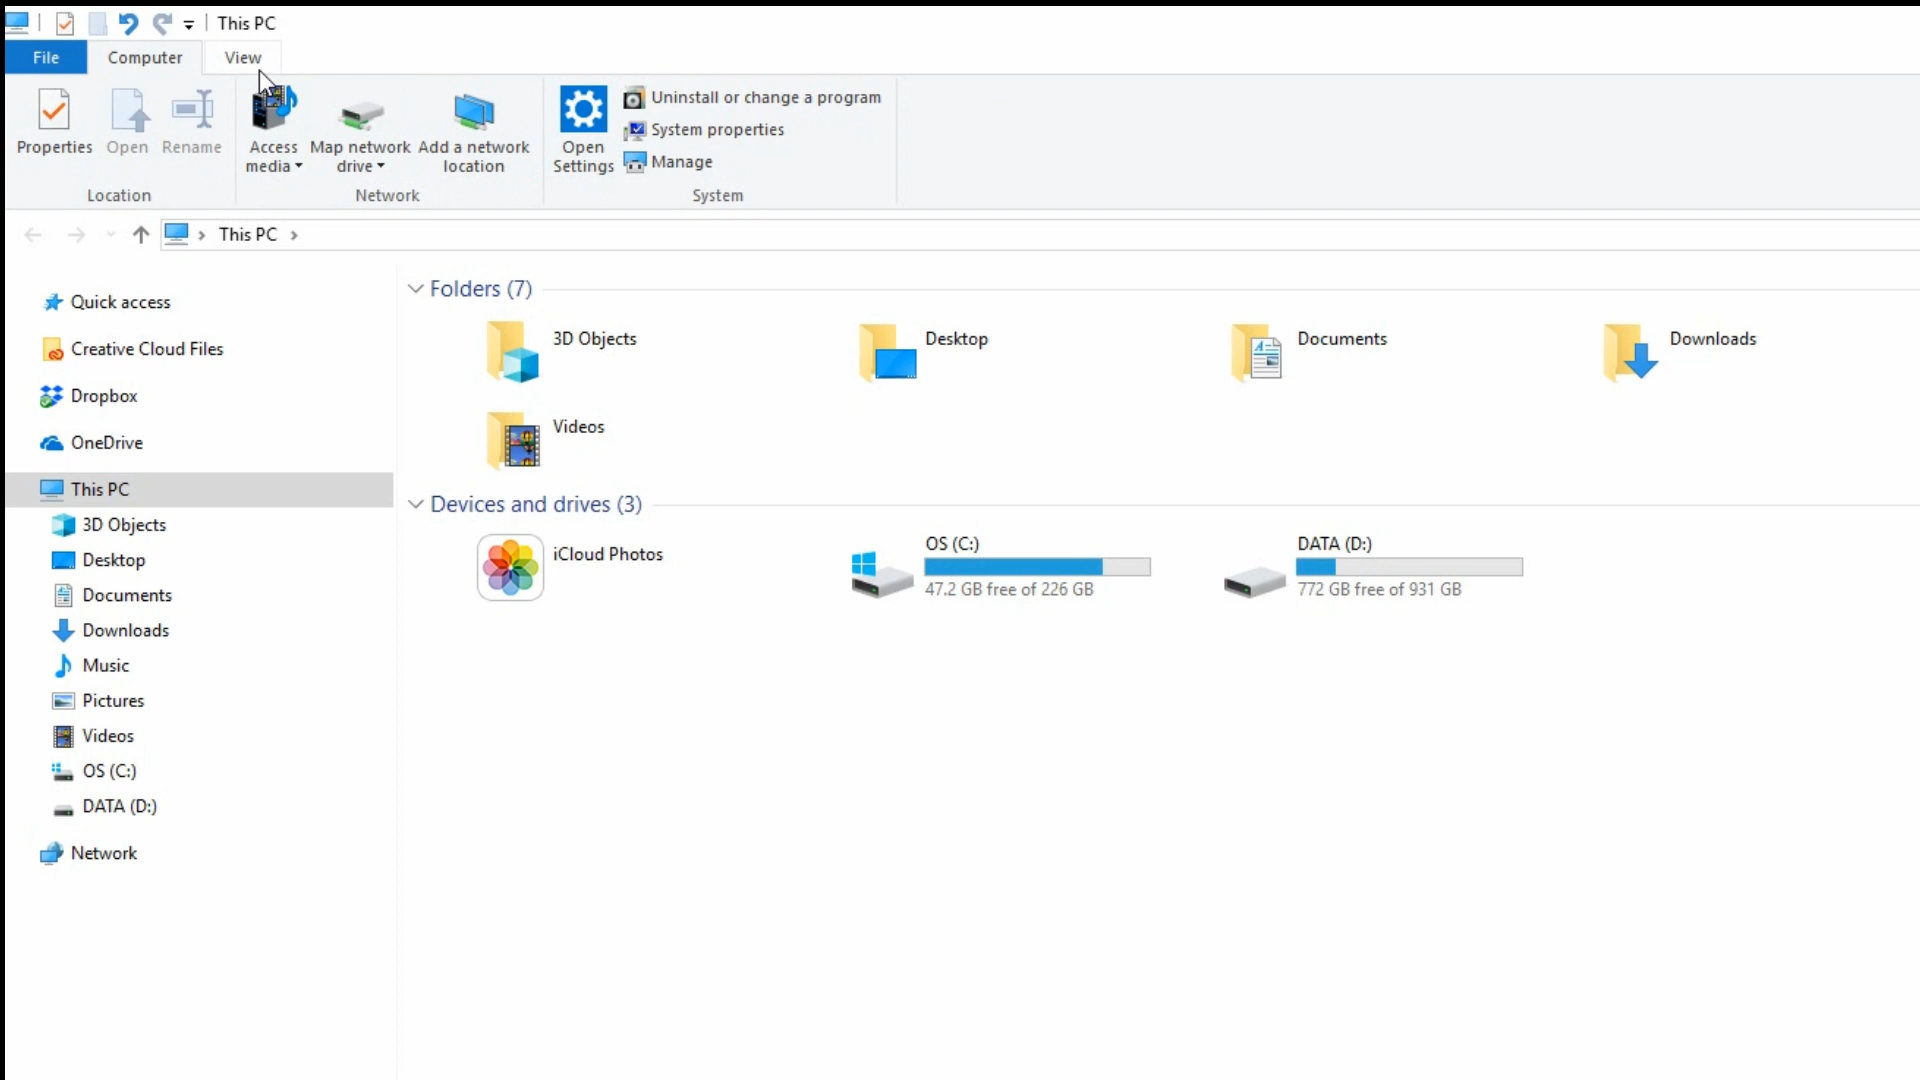 This PC
File Computer View
Uninstall or change a program
System properties
Manage
Properties Open Rename Access media Map network drive Add a network location Open Settings
Location Network System
This PC
Quick access
Creative Cloud Files
Dropbox
OneDrive
This PC
3D Objects
Desktop
Documents
Downloads
Music
Pictures
Videos
OS (C:)
DATA (D:)
Network
Folders (7)
3D Objects Desktop Documents Downloads
Videos
Devices and drives (3)
iCloud Photos
OS (C:)
47.2 GB free of 226 GB
DATA (D:)
772 GB free of 931 GB